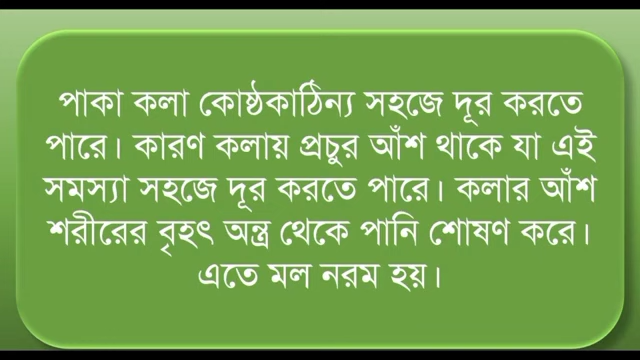 পাকা কলা কোষ্ঠকাঠিন্য সহজে দূর করতে
পারে। কারণ কলায় প্রচুর আঁশ থাকে যা এই
সমস্যা সহজে দূর করতে পারে। কলার আঁশ
শরীরের বৃহৎ অন্ত্র থেকে পানি শোষণ করে।
এতে মল নরম হয়।